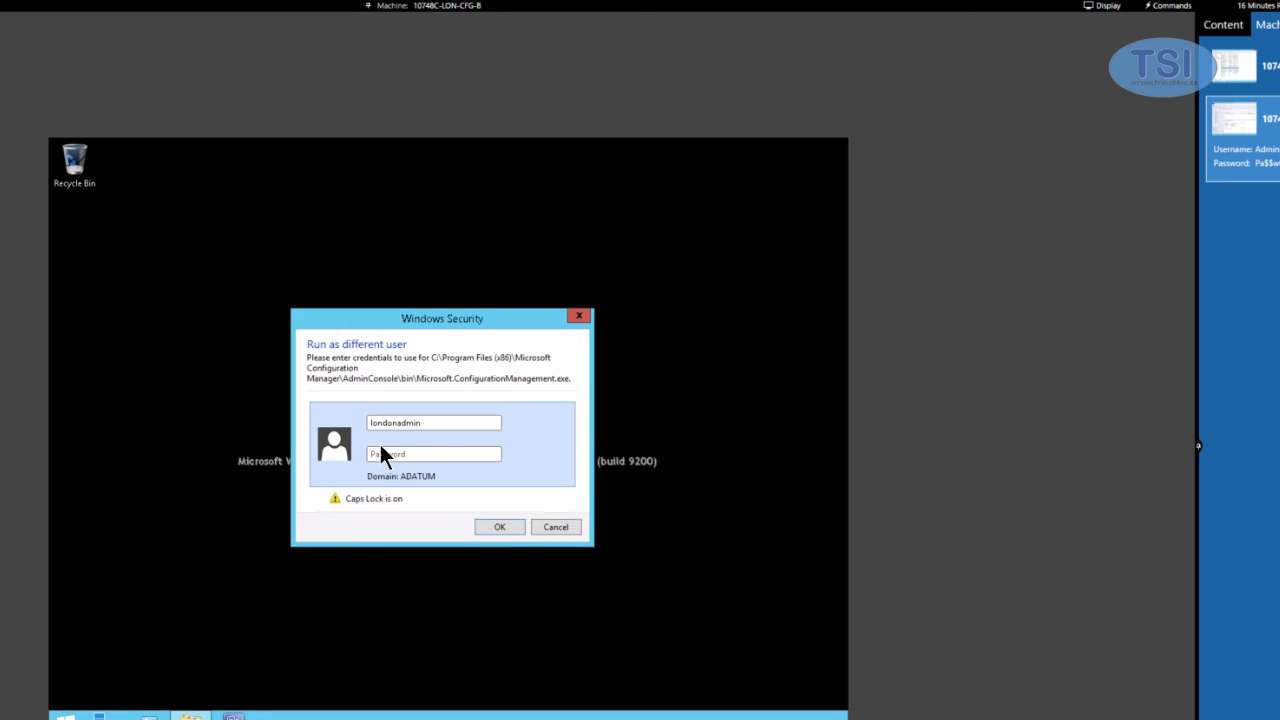 Machine: 10748C-LON-CFG-B
Display
Commands
16 Minutes R
Content
Mach
TSI
1074
1074
Username: Admin
Password: Pa$$w
Recycle Bin
Windows Security
Run as different user
Please enter credentials to use for C:\Program Files (x86)\Microsoft
Configuration
Manager\AdminConsole\bin\Microsoft.ConfigurationManagement.exe.
londonadmin
Domain: ADATUM
Caps Lock is on
OK
Cancel
Microsoft W
(build 9200)